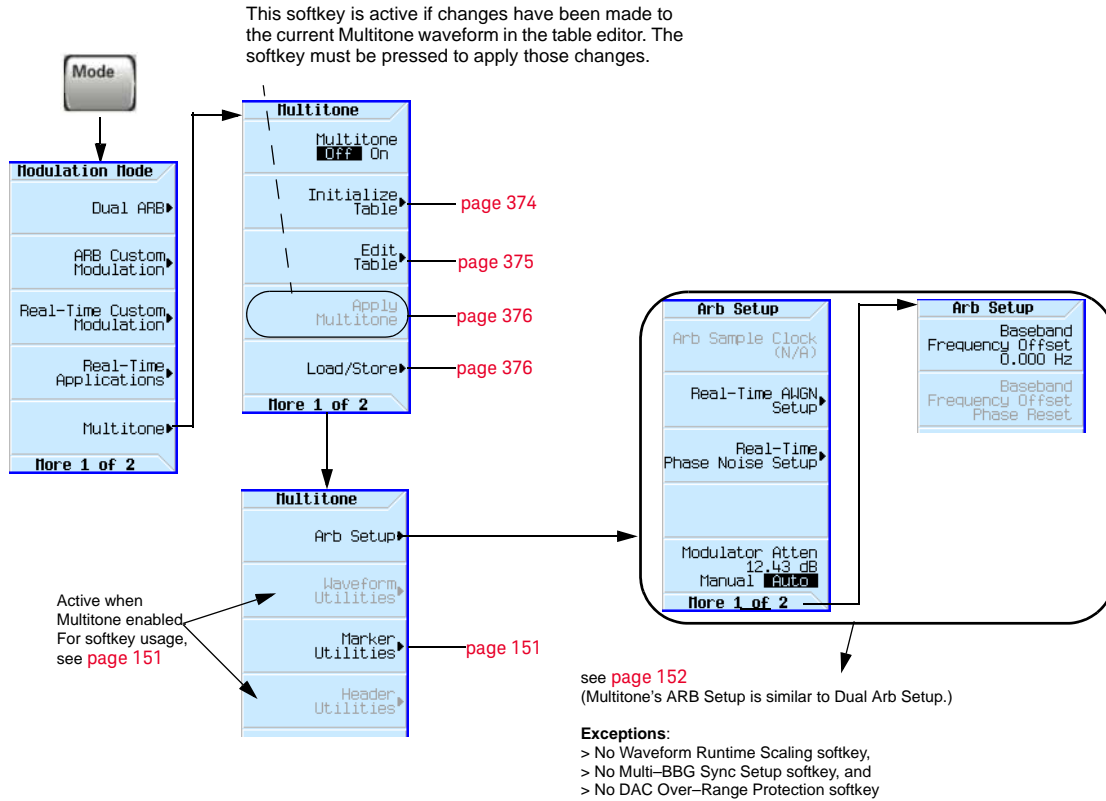 This softkey is active if changes have been made to
the current Multitone waveform in the table editor. The
softkey must be pressed to apply those changes.
Mode
Modulation Mode
Dual ARB
ARB Custom
Modulation
Real-Time Custom
Modulation
Real-Time
Applications
Multitone
More 1 of 2
Multitone
Multitone
Off On
Initialize
Table
page 374
Edit
Table
page 375
Apply
Multitone
page 376
Load/Store
page 376
More 1 of 2
Multitone
Arb Setup
Waveform
Utilities
Marker
Utilities
page 151
Header
Utilities
Active when
Multitone enabled.
For softkey usage,
see page 151
Arb Setup
Arb Sample Clock
(N/A)
Real-Time AWGN
Setup
Real-Time
Phase Noise Setup
Modulator Atten
12.43 dB
Manual Auto
More 1 of 2
Arb Setup
Baseband
Frequency Offset
0.000 Hz
Baseband
Frequency Offset
Phase Reset
see page 152
(Multitone's ARB Setup is similar to Dual Arb Setup.)
Exceptions:
> No Waveform Runtime Scaling softkey,
> No Multi–BBG Sync Setup softkey, and
> No DAC Over–Range Protection softkey